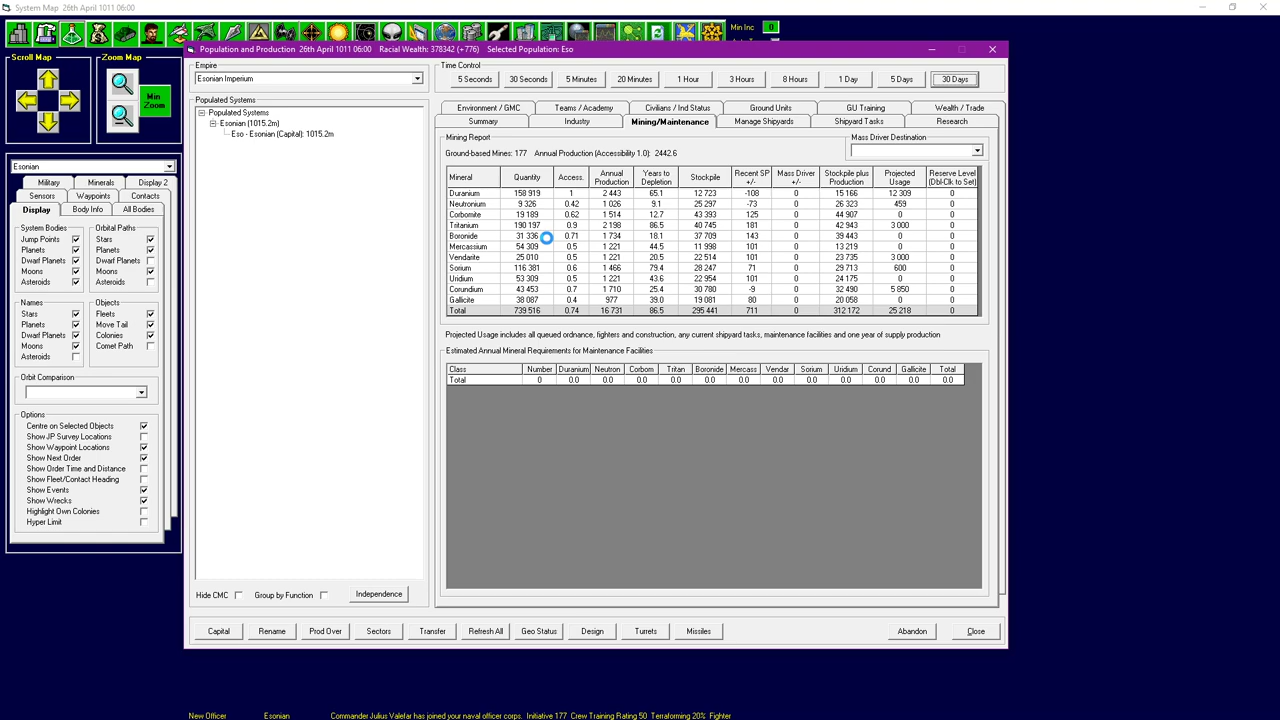 System Map  26th April 1011 06:00
Min Inc 0
Population and Production  26th April 1011 06:00   Racial Wealth: 378342 (+776)   Selected Population: Eso
Scroll Map
Zoom Map
Min Zoom
Empire
Esonian Imperium
Time Control
5 Seconds 30 Seconds 5 Minutes 20 Minutes 1 Hour 3 Hours 8 Hours 1 Day 5 Days 30 Days
Populated Systems
Populated Systems
Esonian (1015.2m)
Eso - Esonian (Capital): 1015.2m
Environment / GMC Teams / Academy Civilians / Ind Status Ground Units GU Training Wealth / Trade
Summary Industry Mining/Maintenance Manage Shipyards Shipyard Tasks Research
Mining Report
Mass Driver Destination
Ground-based Mines: 177   Annual Production (Accessibility 1.0):  2442.6
Mineral Quantity Access. Annual Production Years to Depletion Stockpile Recent SP +/- Mass Driver +/- Stockpile plus Production Projected Usage Reserve Level (Dbl-Clk to Set)
Duranium 158 919 1 2 443 65.1 12 723 -108 0 15 166 12 309 0
Neutronium 9 326 0.42 1 026 9.1 25 297 -73 0 26 323 459 0
Corbomite 19 189 0.62 1 514 12.7 43 393 125 0 44 907 0 0
Tritanium 190 197 0.9 2 198 86.5 40 745 181 0 42 943 3 000 0
Boronide 31 336 0.71 1 734 18.1 37 709 143 0 39 443 0 0
Mercassium 54 309 0.5 1 221 44.5 11 998 101 0 13 219 0 0
Vendarite 25 010 0.5 1 221 20.5 22 514 101 0 23 735 3 000 0
Sorium 116 381 0.6 1 466 79.4 28 247 71 0 29 713 600 0
Uridium 53 309 0.5 1 221 43.6 22 954 101 0 24 175 0 0
Corundium 43 453 0.7 1 710 25.4 30 780 -9 0 32 490 5 850 0
Gallicite 38 087 0.4 977 39.0 19 081 80 0 20 058 0 0
Total 739 516 0.74 16 731 86.5 295 441 711 0 312 172 25 218 0
Projected Usage includes all queued ordnance, fighters and construction, any current shipyard tasks, maintenance facilities and one year of supply production
Estimated Annual Mineral Requirements for Maintenance Facilities
Class Number Duranium Neutron Corbom Tritan Boronide Mercass Vendar Sorium Uridium Corund Gallicite Total
Total 0 0.0 0.0 0.0 0.0 0.0 0.0 0.0 0.0 0.0 0.0 0.0 0.0
Esonian
Military Minerals Display 2
Sensors Waypoints Contacts
Display Body Info All Bodies
System Bodies
Jump Points
Planets
Dwarf Planets
Moons
Asteroids
Orbital Paths
Stars
Planets
Dwarf Planets
Moons
Asteroids
Names
Stars
Planets
Dwarf Planets
Moons
Asteroids
Objects
Fleets
Move Tail
Colonies
Comet Path
Orbit Comparison
Options
Centre on Selected Objects
Show JP Survey Locations
Show Waypoint Locations
Show Next Order
Show Order Time and Distance
Show Fleet/Contact Heading
Show Events
Show Wrecks
Highlight Own Colonies
Hyper Limit
Hide CMC Group by Function Independence
Capital Rename Prod Over Sectors Transfer Refresh All Geo Status Design Turrets Missiles Abandon Close
New Officer Esonian Commander Julius Valefar has joined your naval officer corps.  Initiative 177  Crew Training Rating 50  Terraforming 20%  Fighter